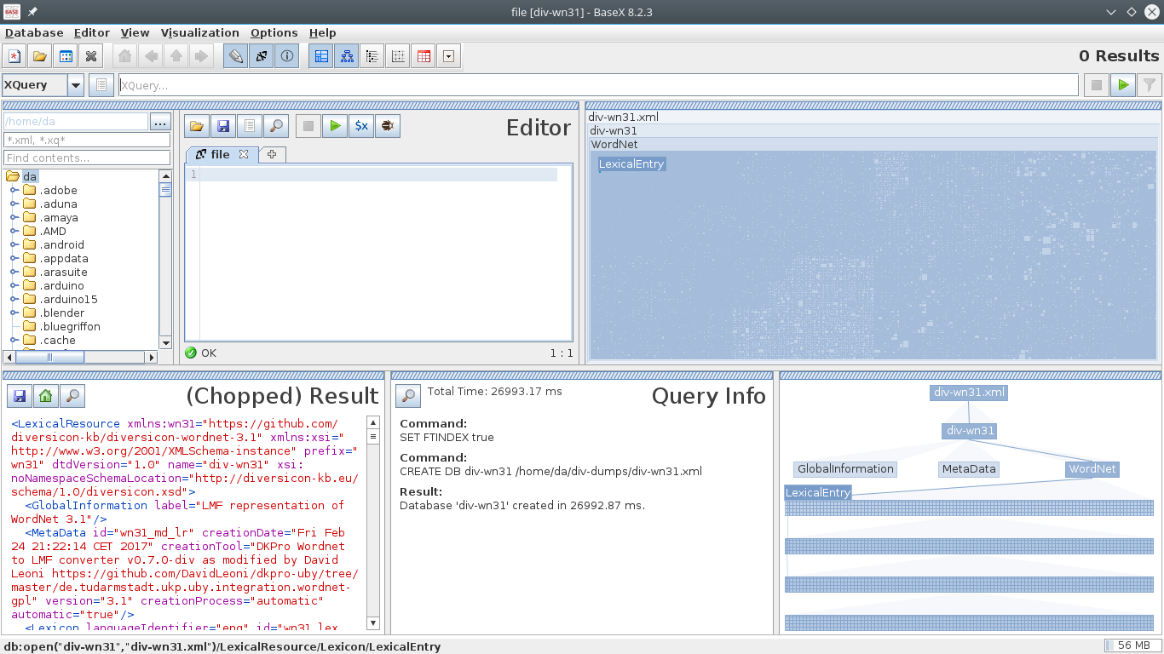 BASE
file [div-wn31] - BaseX 8.2.3
Database Editor View Visualization Options Help
0 Results
XQuery XQuery...
/home/da ...
*.xml, *.xq*
Find contents...
da
.adobe
.aduna
.amaya
.AMD
.android
.appdata
.arasuite
.arduino
.arduino15
.blender
.bluegriffon
.cache
$x Editor
file
1
OK 1 : 1
div-wn31.xml
div-wn31
WordNet
LexicalEntry
(Chopped) Result
<LexicalResource xmlns:wn31="https://github.com/
diversicon-kb/diversicon-wordnet-3.1" xmlns:xsi="
http://www.w3.org/2001/XMLSchema-instance" prefix="
wn31" dtdVersion="1.0" name="div-wn31" xsi:
noNamespaceSchemaLocation="http://diversicon-kb.eu/
schema/1.0/diversicon.xsd">
<GlobalInformation label="LMF representation of
WordNet 3.1"/>
<MetaData id="wn31_md_lr" creationDate="Fri Feb
24 21:22:14 CET 2017" creationTool="DKPro Wordnet
to LMF converter v0.7.0-div as modified by David
Leoni https://github.com/DavidLeoni/dkpro-uby/tree/
master/de.tudarmstadt.ukp.uby.integration.wordnet-
gpl" version="3.1" creationProcess="automatic"
automatic="true"/>
<Lexicon languageIdentifier="eng" id="wn31_lex
Total Time: 26993.17 ms Query Info
Command:
SET FTINDEX true
Command:
CREATE DB div-wn31 /home/da/div-dumps/div-wn31.xml
Result:
Database 'div-wn31' created in 26992.87 ms.
div-wn31.xml
div-wn31
GlobalInformation MetaData WordNet
LexicalEntry
db:open("div-wn31","div-wn31.xml")/LexicalResource/Lexicon/LexicalEntry
56 MB